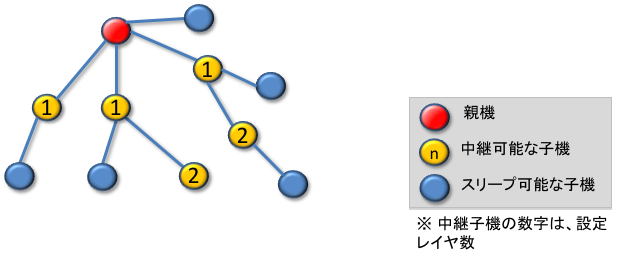 1
1
1
2
2
親機
n 中継可能な子機
スリープ可能な子機
※ 中継子機の数字は、設定
レイヤ数